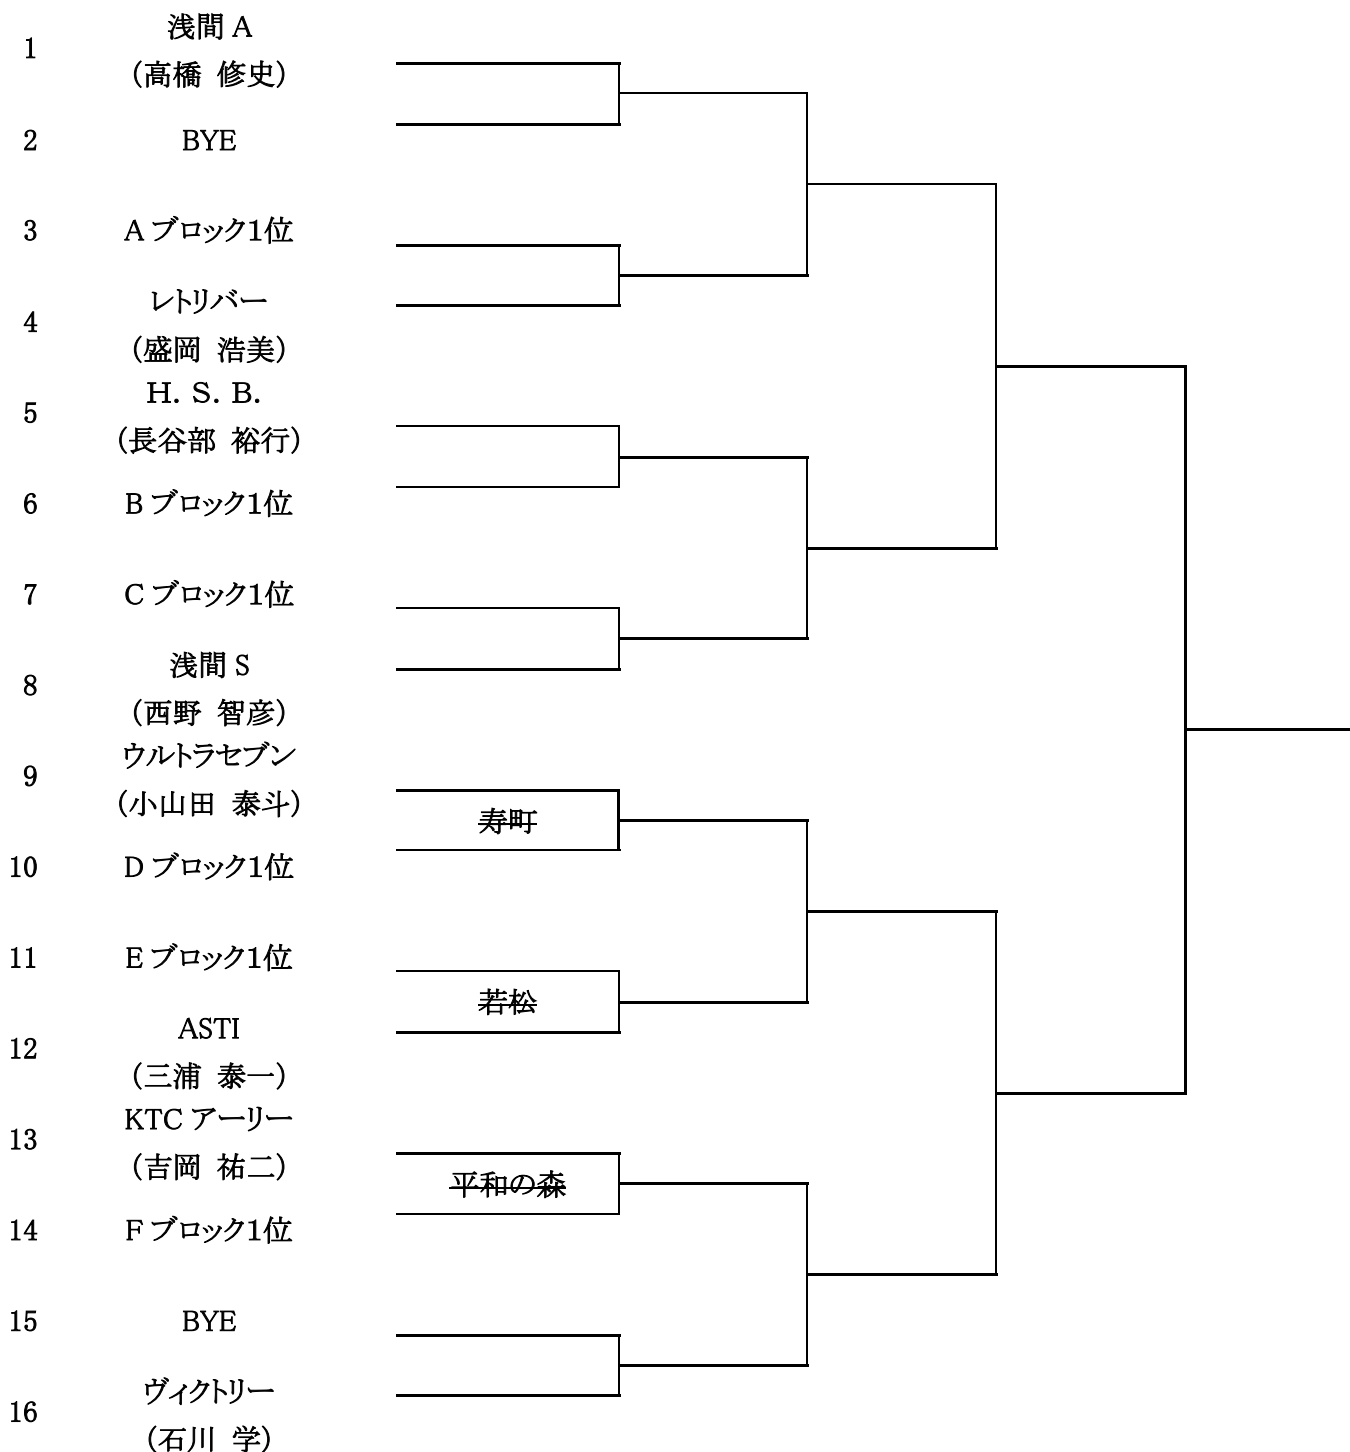 1
浅間 A
（高橋 修史）
2
BYE
3
A ブロック1位
4
レトリバー
（盛岡 浩美）
5
H. S. B.
（長谷部 裕行）
6
B ブロック1位
7
C ブロック1位
8
浅間 S
（西野 智彦）
9
ウルトラセブン
（小山田 泰斗）
寿町
10
D ブロック1位
11
E ブロック1位
若松
12
ASTI
（三浦 泰一）
13
KTC アーリー
（吉岡 祐二）
平和の森
14
F ブロック1位
15
BYE
16
ヴィクトリー
（石川 学）